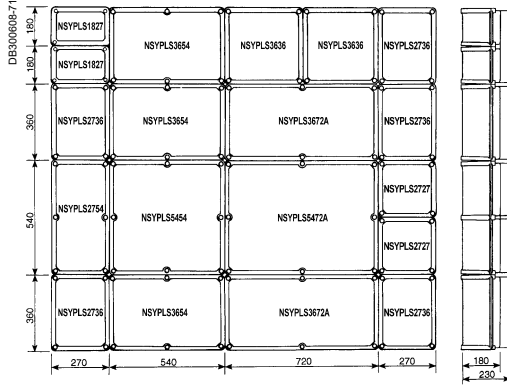 DB300608-71
180
NSYPLS1827
NSYPLS3654
NSYPLS3636
NSYPLS3636
NSYPLS2736
180
NSYPLS1827
360
NSYPLS2736
NSYPLS3654
NSYPLS3672A
NSYPLS2736
540
NSYPLS2754
NSYPLS5454
NSYPLS5472A
NSYPLS2727
NSYPLS2727
360
NSYPLS2736
NSYPLS3654
NSYPLS3672A
NSYPLS2736
270
540
720
270
180
230